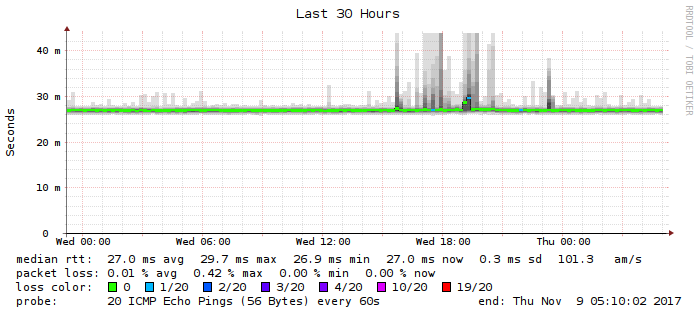 Last 30 Hours
RRDTOOL / TOBI OETIKER
Seconds
40 m
30 m
20 m
10 m
0
Wed 00:00 Wed 06:00 Wed 12:00 Wed 18:00 Thu 00:00
median rtt: 27.0 ms avg 29.7 ms max 26.9 ms min 27.0 ms now 0.3 ms sd 101.3 am/s
packet loss: 0.01 % avg 0.42 % max 0.00 % min 0.00 % now
loss color: 0 1/20 2/20 3/20 4/20 10/20 19/20
probe: 20 ICMP Echo Pings (56 Bytes) every 60s end: Thu Nov 9 05:10:02 2017